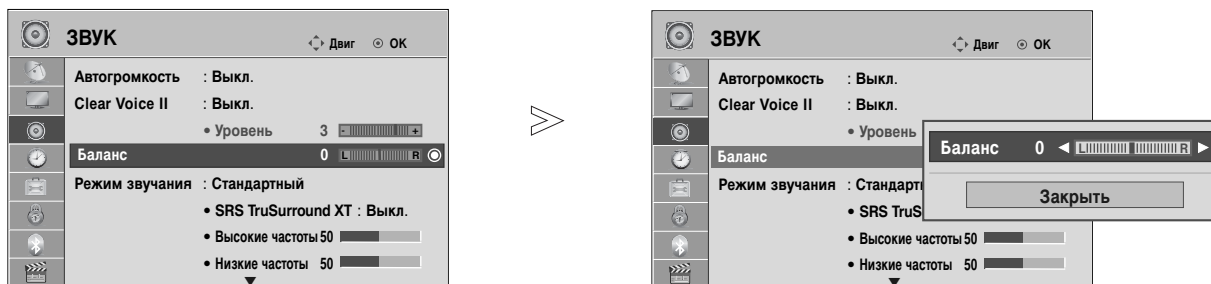 ЗВУК Двиг OK
Автогромкость : Выкл.
Clear Voice II : Выкл.
• Уровень 3 - +
Баланс 0 L R
Режим звучания : Стандартный
• SRS TruSurround XT : Выкл.
• Высокие частоты 50
• Низкие частоты 50
ЗВУК Двиг OK
Автогромкость : Выкл.
Clear Voice II : Выкл.
• Уровень
Баланс
Режим звучания : Стандарт
• SRS TruS
• Высокие частоты 50
• Низкие частоты 50
Баланс 0 L R
Закрыть